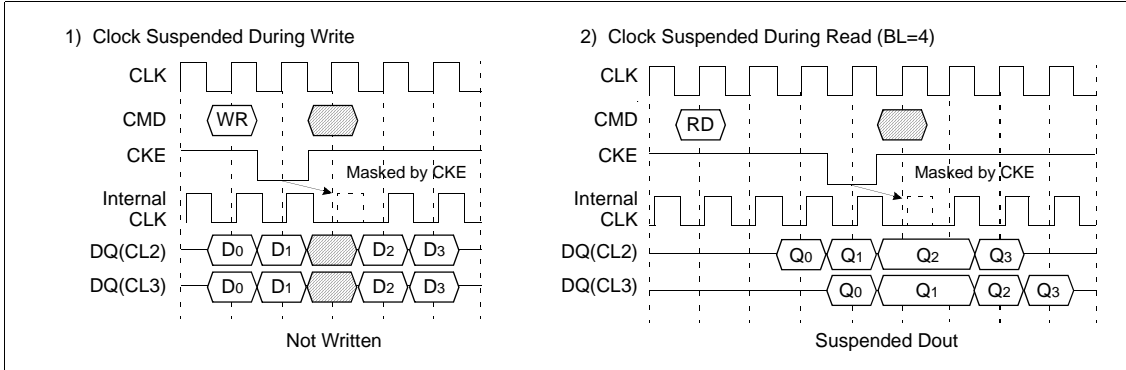 1) Clock Suspended During Write
CLK
CMD
WR
CKE
Masked by CKE
Internal
CLK
DQ(CL2)
D0 D1 D2 D3
DQ(CL3)
D0 D1 D2 D3
Not Written
2) Clock Suspended During Read (BL=4)
CLK
CMD
RD
CKE
Masked by CKE
Internal
CLK
DQ(CL2)
Q0 Q1 Q2 Q3
DQ(CL3)
Q0 Q1 Q2 Q3
Suspended Dout